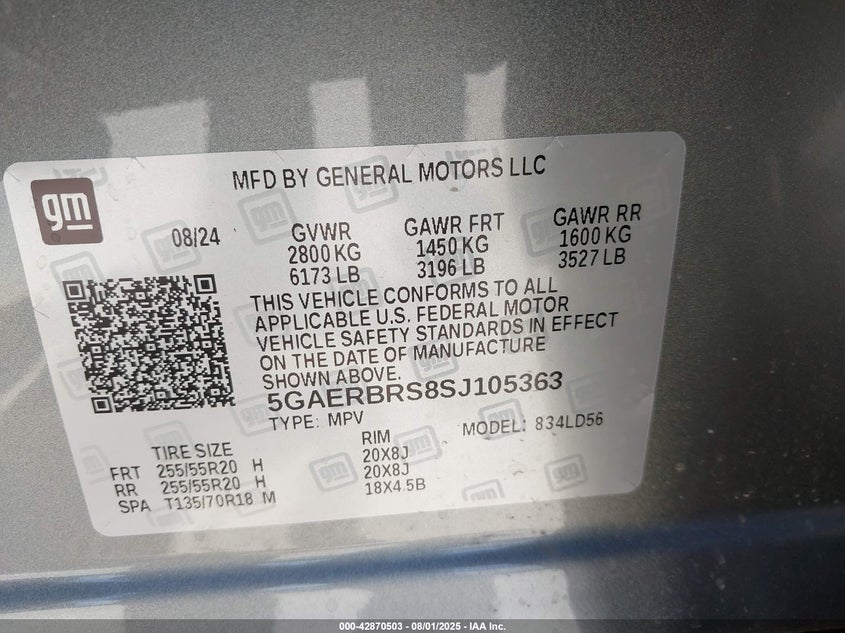 MFD BY GENERAL MOTORS LLC
gm
08/24
GVWR
2800 KG
6173 LB
GAWR FRT
1450 KG
3196 LB
GAWR RR
1600 KG
3527 LB
THIS VEHICLE CONFORMS TO ALL
APPLICABLE U.S. FEDERAL MOTOR
VEHICLE SAFETY STANDARDS IN EFFECT
ON THE DATE OF MANUFACTURE
SHOWN ABOVE.
5GAERBRS8SJ105363
TYPE: MPV
MODEL: 834LD56
TIRE SIZE
RIM
FRT 255/55R20 H 20X8J
RR 255/55R20 H 20X8J
SPA T135/70R18 M 18X4.5B
000-42870503 - 08/01/2025 - IAA Inc.